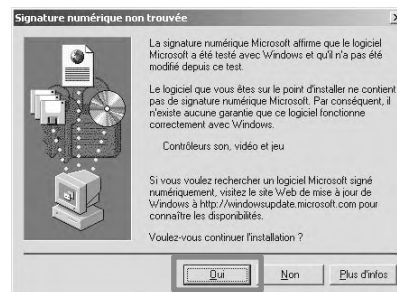 Signature numérique non trouvée
La signature numérique Microsoft affirme que le logiciel
Microsoft a été testé avec Windows et qu'il n'a pas été
modifié depuis ce test.
Le logiciel que vous êtes sur le point d'installer ne contient
pas de signature numérique Microsoft. Par conséquent, il
n'existe aucune garantie que ce logiciel fonctionne
correctement avec Windows.
Contrôleurs son, vidéo et jeu
Si vous voulez rechercher un logiciel Microsoft signé
numériquement, visitez le site Web de mise à jour de
Windows à http://windowsupdate.microsoft.com pour
connaître les disponibilités.
Voulez-vous continuer l'installation ?
Oui Non Plus d'infos